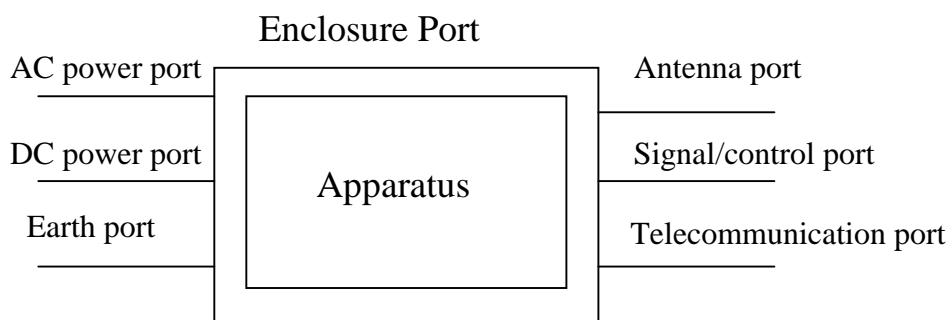 Enclosure Port
AC power port
Antenna port
DC power port
Signal/control port
Apparatus
Earth port
Telecommunication port